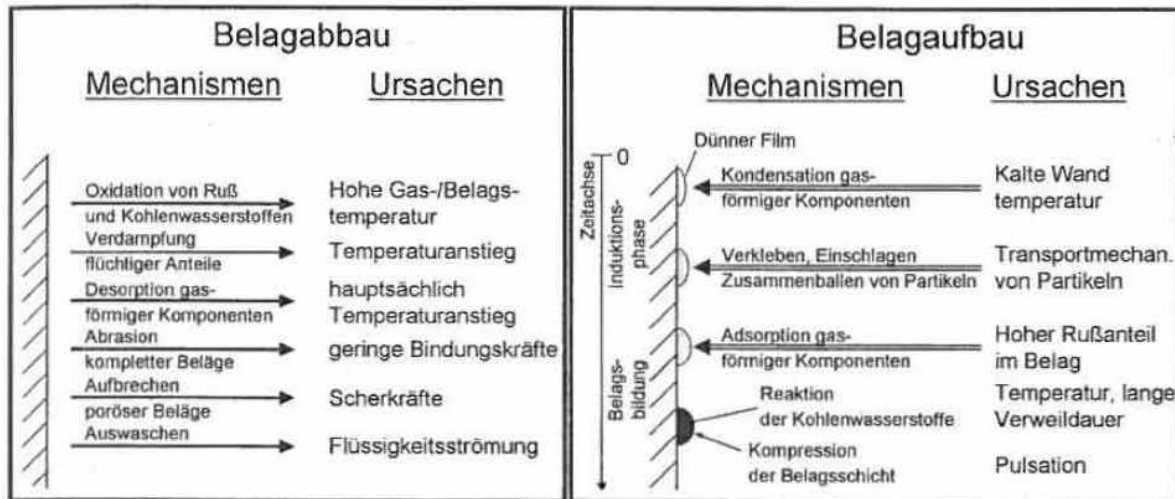 Belagabbau
Mechanismen
Ursachen
Oxidation von Ruß
und Kohlenwasserstoffen
Hohe Gas-/Belags-
temperatur
Verdampfung
flüchtiger Anteile
Temperaturanstieg
Desorption gas-
förmiger Komponenten
hauptsächlich
Temperaturanstieg
Abrasion
kompletter Beläge
geringe Bindungskräfte
Aufbrechen
poröser Beläge
Scherkräfte
Auswaschen
Flüssigkeitsströmung
Belagaufbau
Mechanismen
Ursachen
Zeitachse
0
Induktions-
phase
Belags-
bildung
Dünner Film
Kondensation gas-
förmiger Komponenten
Kalte Wand
temperatur
Verkleben, Einschlagen
Zusammenballen von Partikeln
Transportmechan.
von Partikeln
Adsorption gas-
förmiger Komponenten
Hoher Rußanteil
im Belag
Reaktion
der Kohlenwasserstoffe
Temperatur, lange
Verweildauer
Kompression
der Belagsschicht
Pulsation